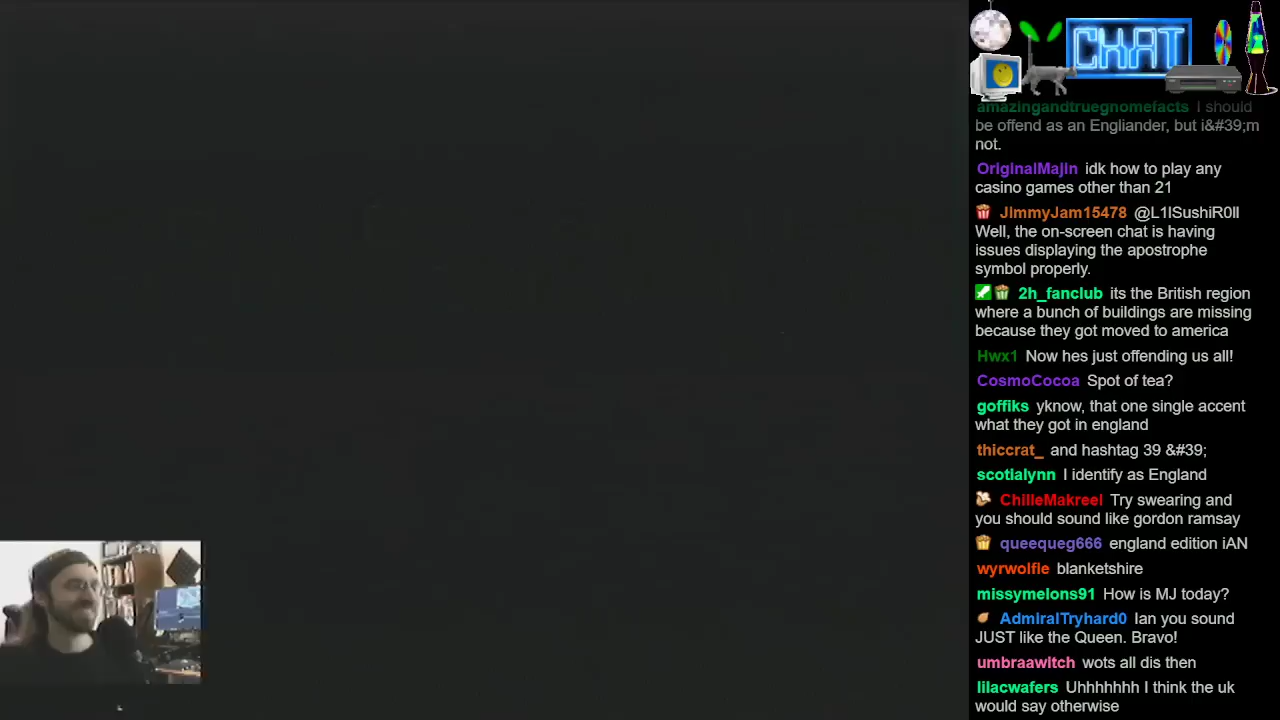 CHAT
amazingandtruegnomefacts I should
be offend as an Engliander, but i&#39;m
not.
OriginalMajin idk how to play any
casino games other than 21
JimmyJam15478 @L1lSushiR0ll
Well, the on-screen chat is having
issues displaying the apostrophe
symbol properly.
2h_fanclub its the British region
where a bunch of buildings are missing
because they got moved to america
Hwx1 Now hes just offending us all!
CosmoCocoa Spot of tea?
goffiks yknow, that one single accent
what they got in england
thiccrat_ and hashtag 39 &#39;
scotialynn I identify as England
ChilleMakreel Try swearing and
you should sound like gordon ramsay
queequeg666 england edition iAN
wyrwolfie blanketshire
missymelons91 How is MJ today?
AdmiralTryhard0 Ian you sound
JUST like the Queen. Bravo!
umbraawitch wots all dis then
lilacwafers Uhhhhhhh I think the uk
would say otherwise